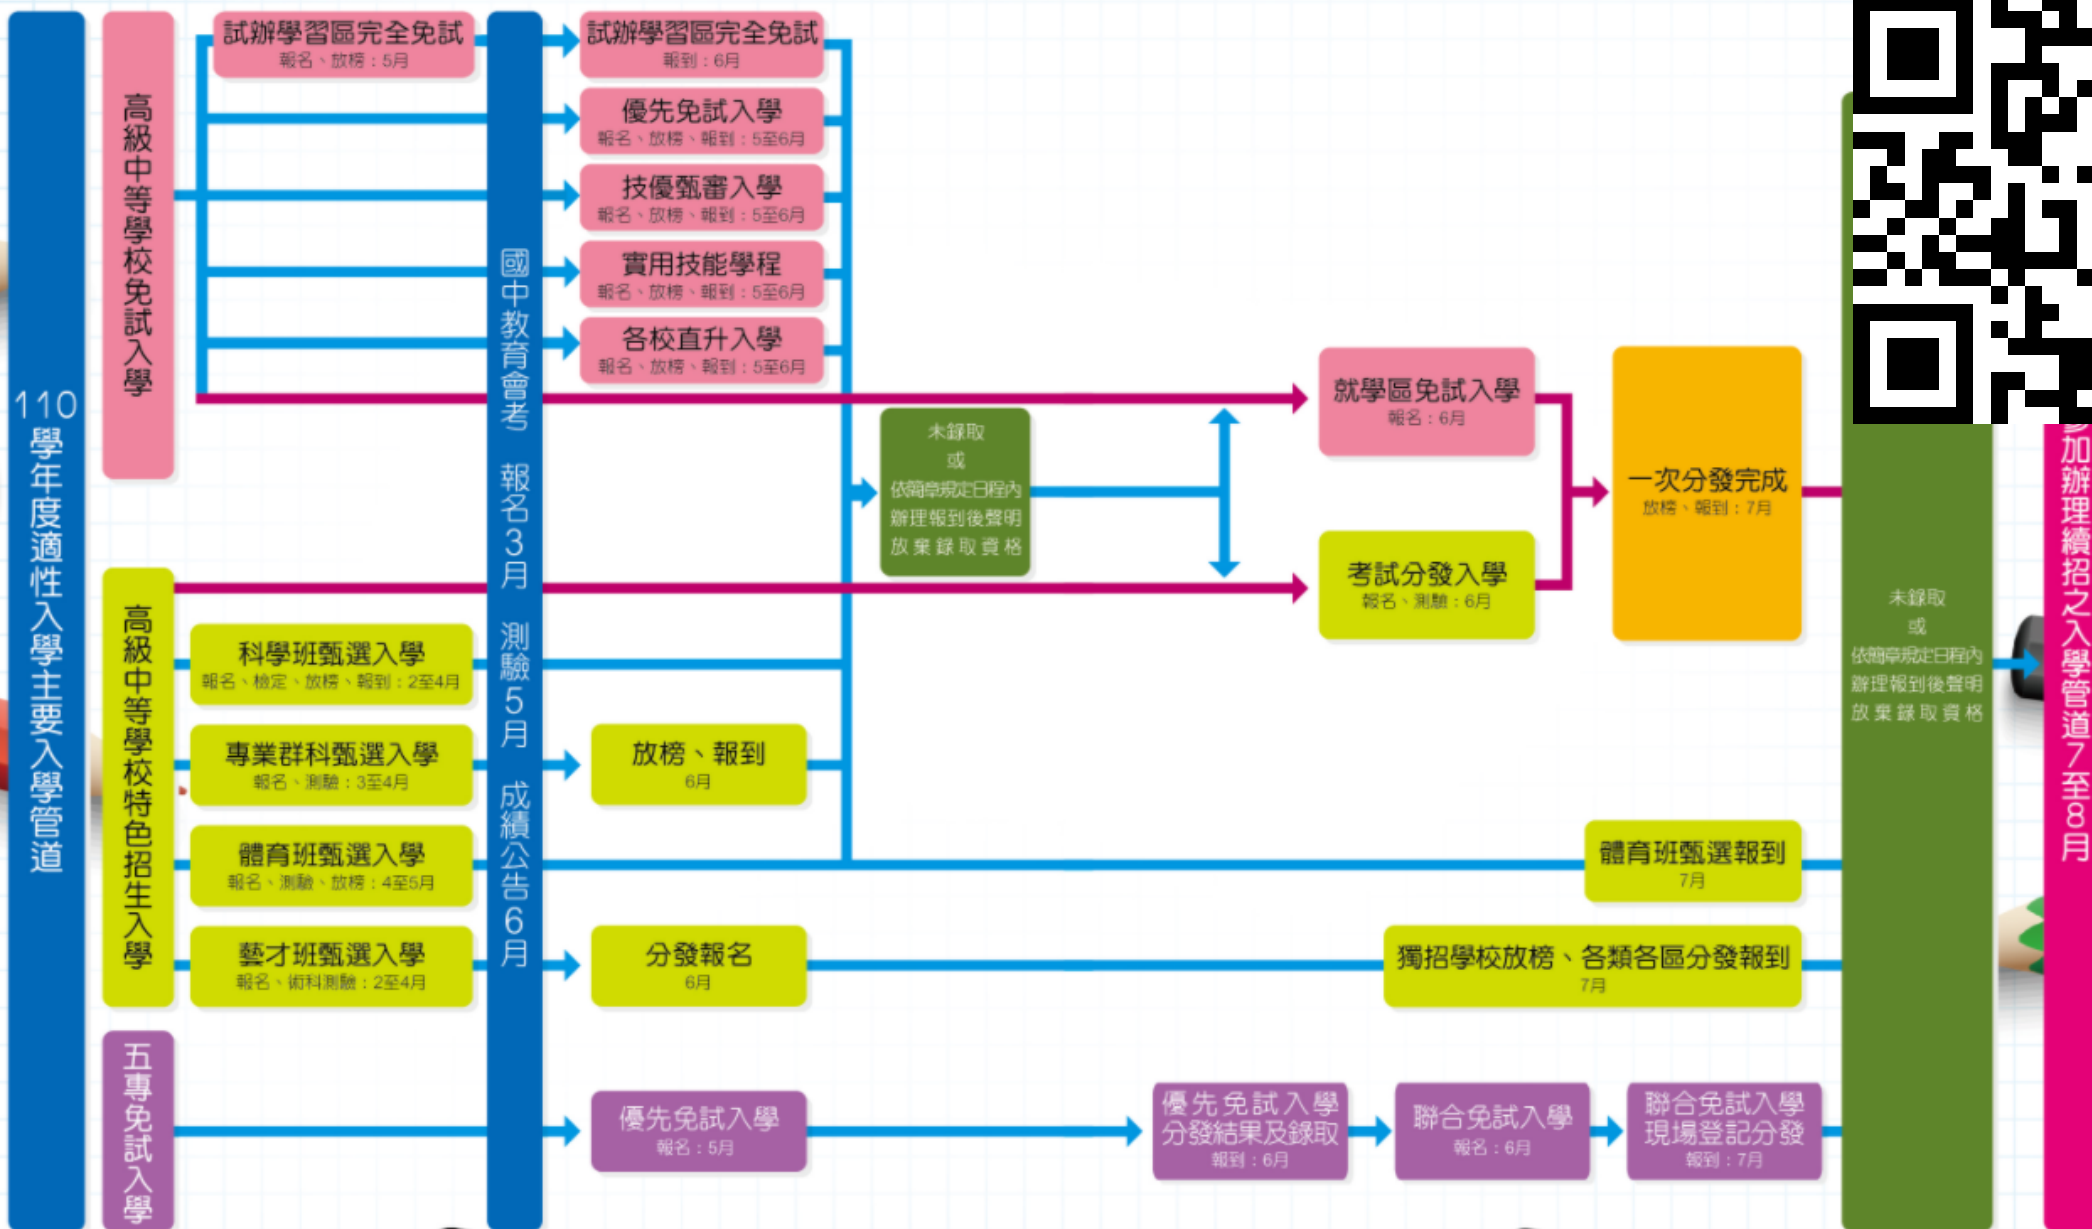 110學年度適性入學主要入學管道
高級中等學校免試入學
試辦學習區完全免試
報名、放榜：5月
國中教育會考 報名3月 測驗5月 成績公告6月
試辦學習區完全免試
報到：6月
優先免試入學
報名、放榜、報到：5至6月
技優甄審入學
報名、放榜、報到：5至6月
實用技能學程
報名、放榜、報到：5至6月
各校直升入學
報名、放榜、報到：5至6月
未錄取
或
依簡章規定日程內
辦理報到後聲明
放棄錄取資格
就學區免試入學
報名：6月
考試分發入學
報名、測驗：6月
一次分發完成
放榜、報到：7月
高級中等學校特色招生入學
科學班甄選入學
報名、檢定、放榜、報到：2至4月
專業群科甄選入學
報名、測驗：3至4月
放榜、報到
6月
體育班甄選入學
報名、測驗、放榜：4至5月
體育班甄選報到
7月
藝才班甄選入學
報名、術科測驗：2至4月
分發報名
6月
獨招學校放榜、各類各區分發報到
7月
五專免試入學
優先免試入學
報名：5月
優先免試入學
分發結果及錄取
報到：6月
聯合免試入學
報名：6月
聯合免試入學
現場登記分發
報到：7月
未錄取
或
依簡章規定日程內
辦理報到後聲明
放棄錄取資格
參加辦理續招之入學管道7至8月